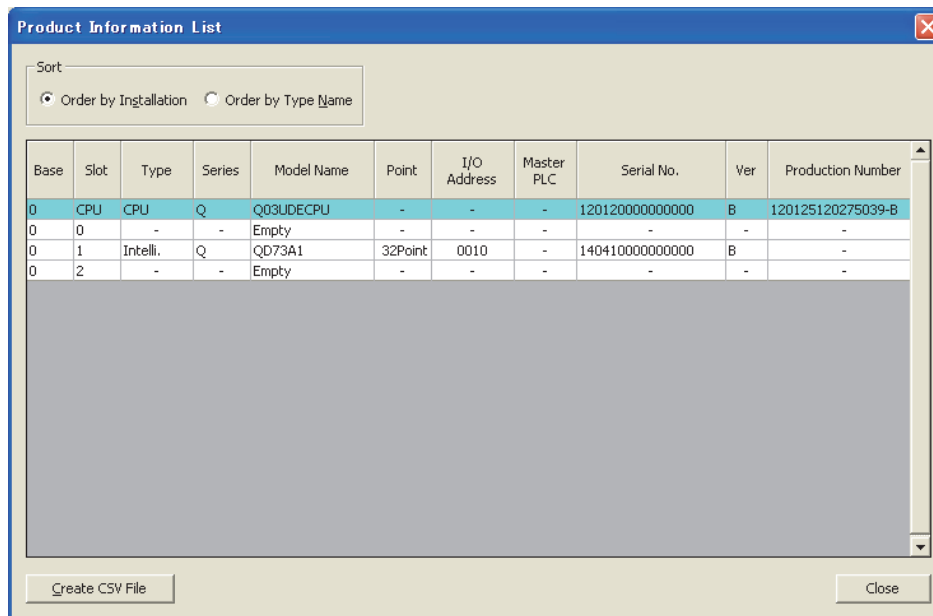 Product Information List
Sort
Order by Installation Order by Type Name
Base Slot Type Series Model Name Point I/O Address Master PLC Serial No. Ver Production Number
0 CPU CPU Q Q03UDECPU - - - 120120000000000 B 120125120275039-B
0 0 - - Empty - - - - - -
0 1 Intelli. Q QD73A1 32Point 0010 - 140410000000000 B -
0 2 - - Empty - - - - - -
Create CSV File Close